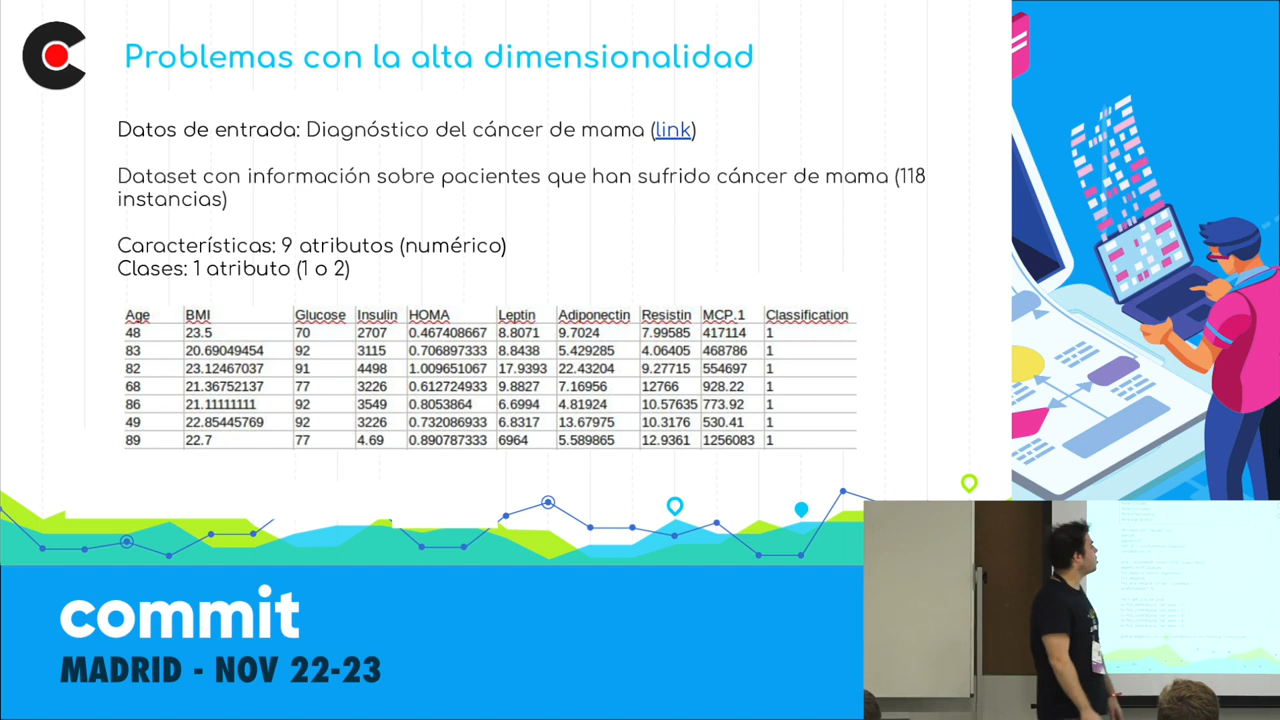 Problemas con la alta dimensionalidad
Datos de entrada: Diagnóstico del cáncer de mama (link)
Dataset con información sobre pacientes que han sufrido cáncer de mama (118
instancias)
Características: 9 atributos (numérico)
Clases: 1 atributo (1 o 2)
Age BMI Glucose Insulin HOMA Leptin Adiponectin Resistin MCP.1 Classification
48 23.5 70 2707 0.467408667 8.8071 9.7024 7.99585 417114 1
83 20.69049454 92 3115 0.706897333 8.8438 5.429285 4.06405 468786 1
82 23.12467037 91 4498 1.009651067 17.9393 22.43204 9.27715 554697 1
68 21.36752137 77 3226 0.612724933 9.8827 7.16956 12766 928.22 1
86 21.11111111 92 3549 0.8053864 6.6994 4.81924 10.57635 773.92 1
49 22.85445769 92 3226 0.732086933 6.8317 13.67975 10.3176 530.41 1
89 22.7 77 4.69 0.890787333 6964 5.589865 12.9361 1256083 1
commit
MADRID - NOV 22-23